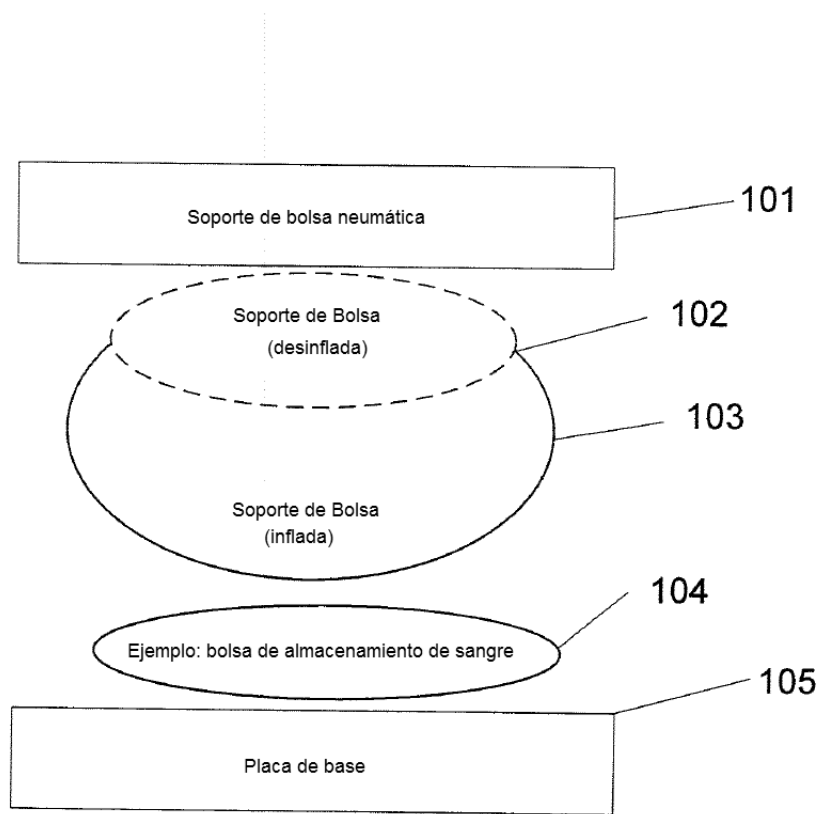 Soporte de bolsa neumática
101
Soporte de Bolsa
(desinflada)
102
103
Soporte de Bolsa
(inflada)
104
Ejemplo: bolsa de almacenamiento de sangre
105
Placa de base